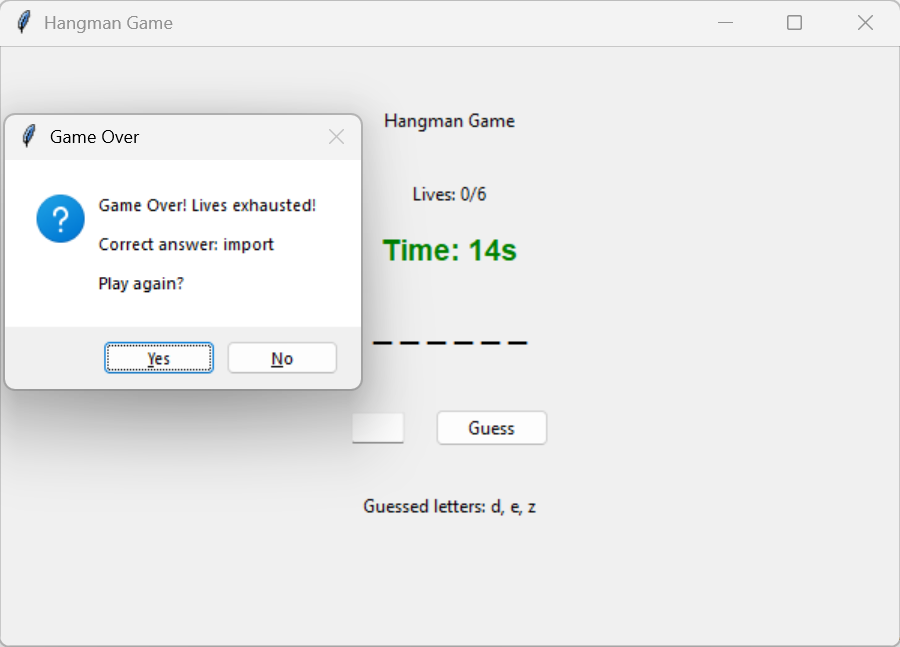 Hangman Game
Game Over
Game Over! Lives exhausted!
Correct answer: import
Play again?
Yes
No
Hangman Game
Lives: 0/6
Time: 14s
_ _ _ _ _ _
Guess
Guessed letters: d, e, z